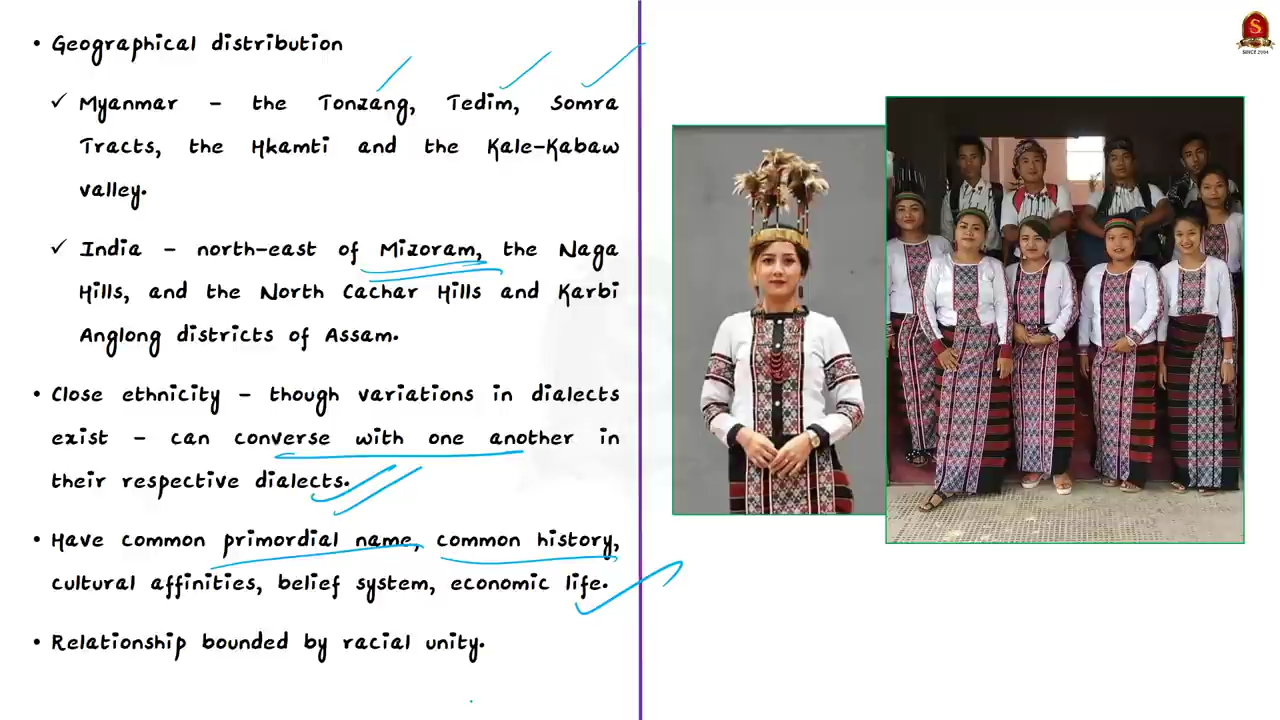 • Geographical distribution
✓ Myanmar – the Tonzang, Tedim, Somra
Tracts, the Hkamti and the Kale-Kabaw
valley.
✓ India – north-east of Mizoram, the Naga
Hills, and the North Cachar Hills and Karbi
Anglong districts of Assam.
• Close ethnicity – though variations in dialects
exist – can converse with one another in
their respective dialects.
• Have common primordial name, common history,
cultural affinities, belief system, economic life.
• Relationship bounded by racial unity.
S
SINCE 2004